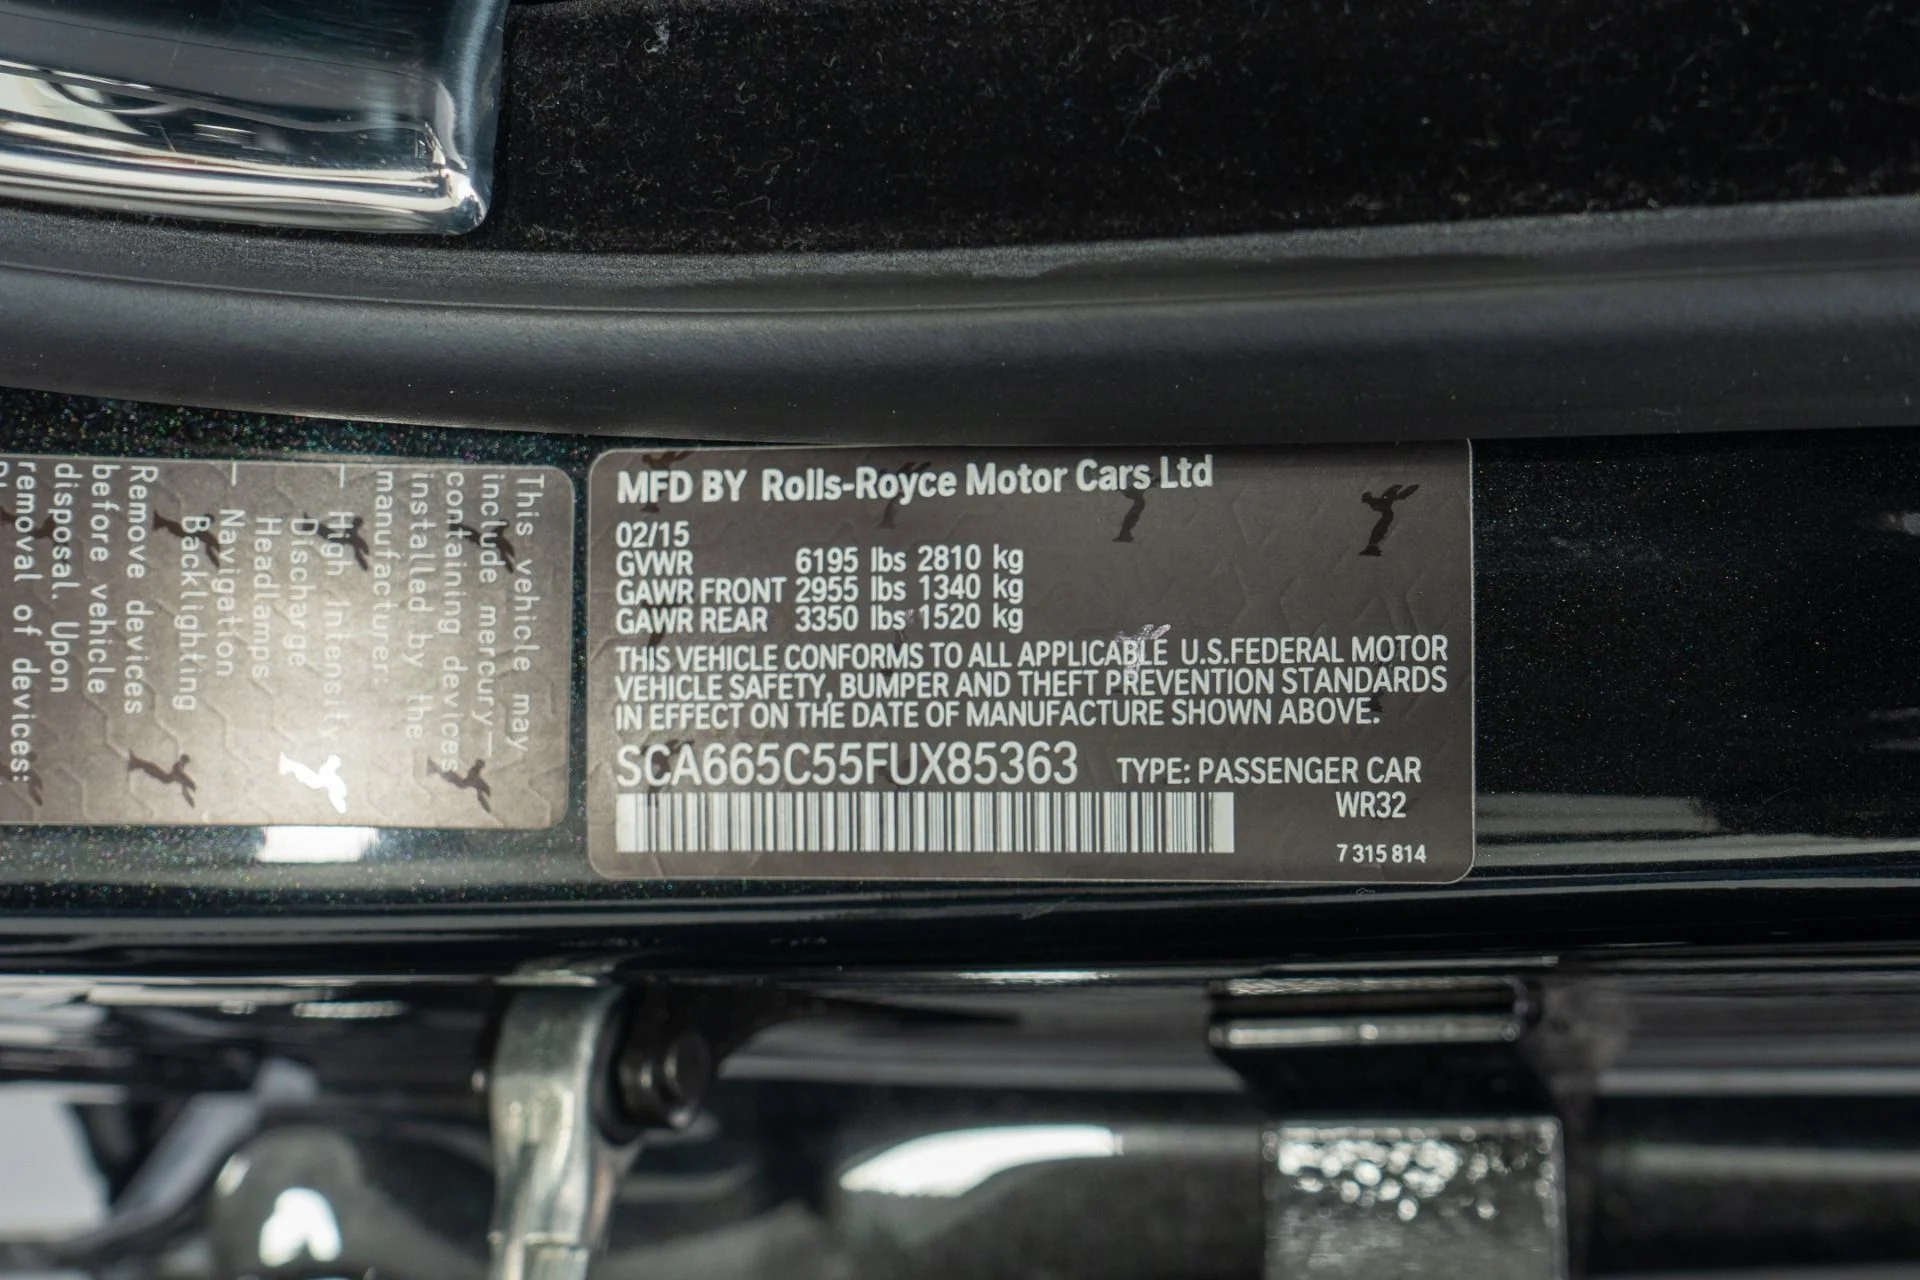 MFD BY Rolls-Royce Motor Cars Ltd
02/15
GVWR 6195 lbs 2810 kg
GAWR FRONT 2955 lbs 1340 kg
GAWR REAR 3350 lbs 1520 kg
THIS VEHICLE CONFORMS TO ALL APPLICABLE U.S.FEDERAL MOTOR
VEHICLE SAFETY, BUMPER AND THEFT PREVENTION STANDARDS
IN EFFECT ON THE DATE OF MANUFACTURE SHOWN ABOVE.
SCA665C55FUX85363 TYPE: PASSENGER CAR
WR32
7 315 814
This vehicle may
include mercury—
containing devices
installed by the
manufacturer:
— High Intensity
Discharge
Headlamps
— Navigation
Backlighting
Remove devices
before vehicle
disposal. Upon
removal of devices: